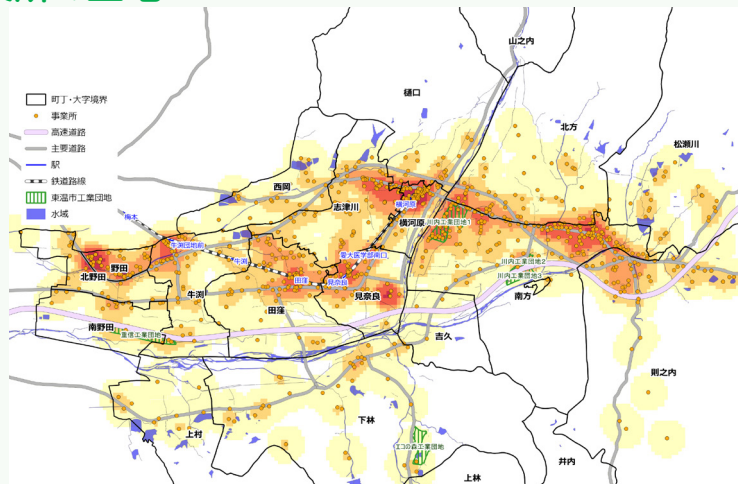 町丁・大字境界
事業所
高速道路
主要道路
駅
鉄道路線
東温市工業団地
水域
山之内
樋口
北方
松瀬川
西岡
志津川
横河原
横河原
川内工業団地1
梅本
牛渕団地前
牛渕
愛大医学部南口
川内工業団地2
川内工業団地3
野田
北野田
田窪
見奈良
見奈良
牛渕
田窪
南方
南野田
重信工業団地
吉久
則之内
下林
上村
エコの森工業団地
上林
井内